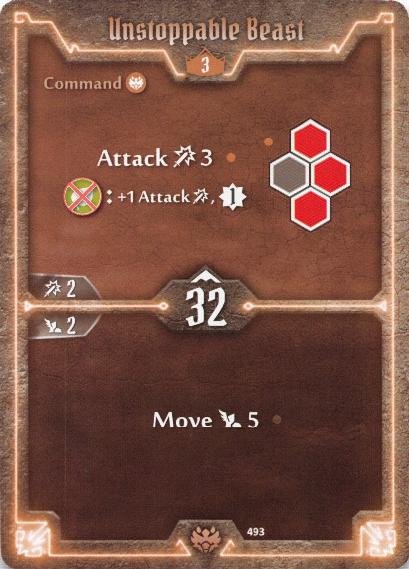 Unstoppable Beast
3
Command
Attack 3
: +1 Attack , 1
2
32
2
Move 5
493